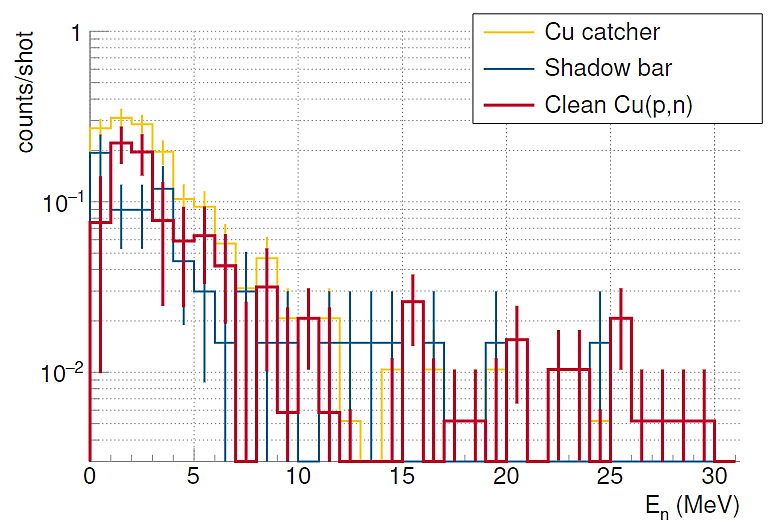 counts/shot
Cu catcher
Shadow bar
Clean Cu(p,n)
1
10⁻¹
10⁻²
0 5 10 15 20 25 30
Eₙ (MeV)